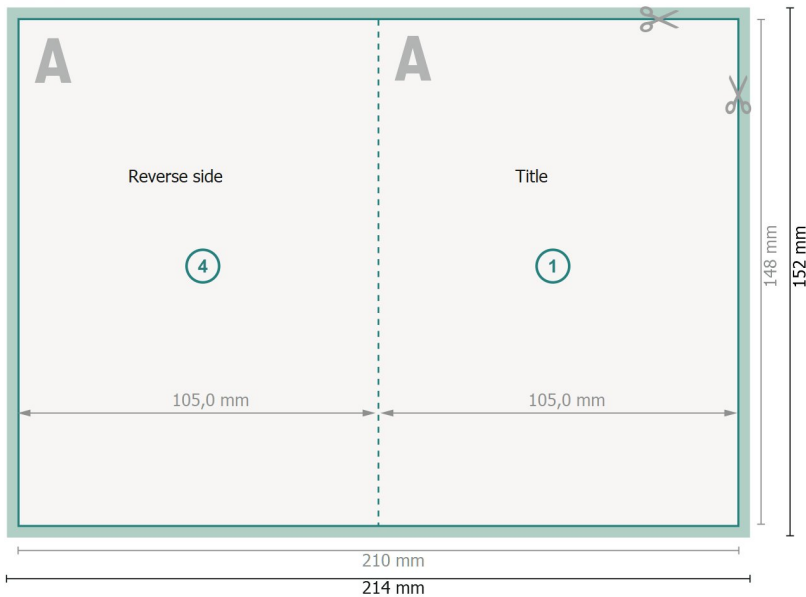 A
A
Reverse side
Title
4
1
105,0 mm
105,0 mm
148 mm
152 mm
210 mm
214 mm